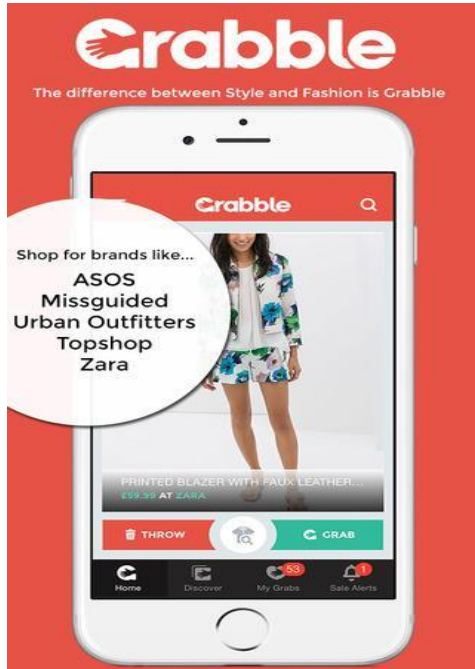 Grabble
The difference between Style and Fashion is Grabble
Grabble
Shop for brands like...
ASOS
Missguided
Urban Outfitters
Topshop
Zara
PRINTED BLAZER WITH FAUX LEATHER...
£59.99 AT ZARA
THROW
GRAB
53
1
Home
Discover
My Grabs
Sale Alerts